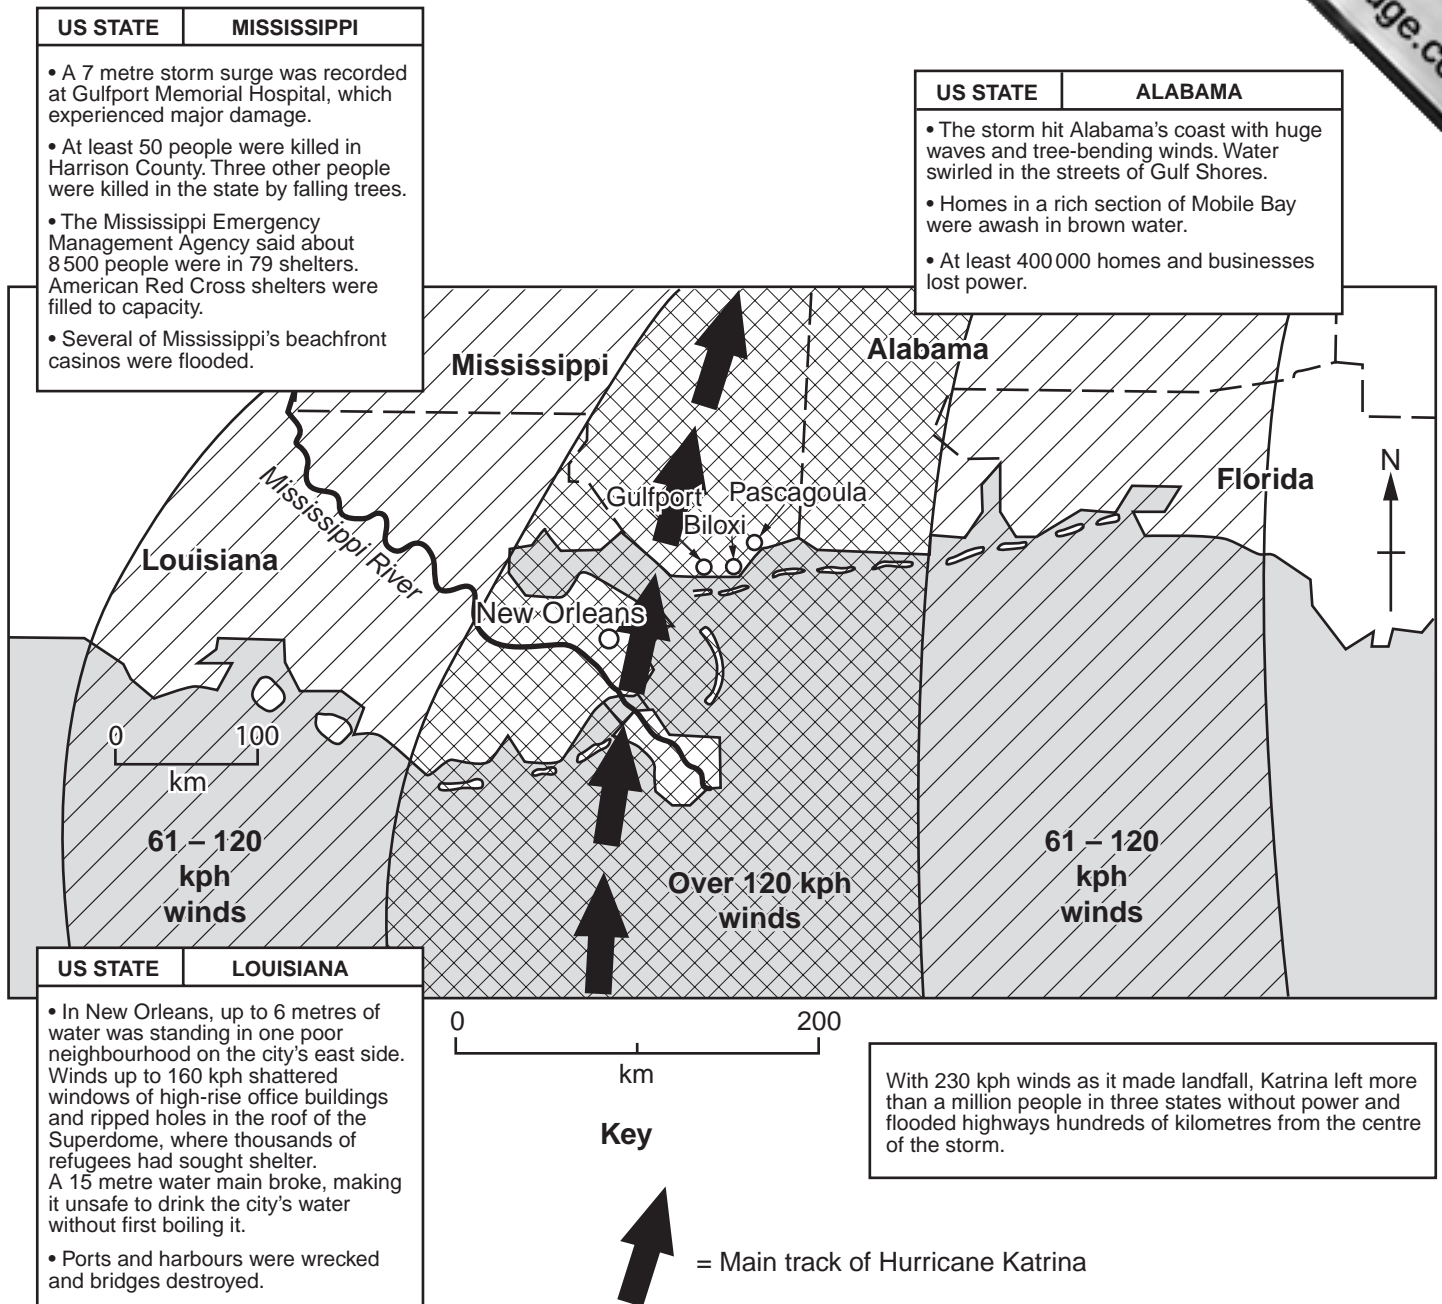 US STATE MISSISSIPPI
• A 7 metre storm surge was recorded
at Gulfport Memorial Hospital, which
experienced major damage.
• At least 50 people were killed in
Harrison County. Three other people
were killed in the state by falling trees.
• The Mississippi Emergency
Management Agency said about
8 500 people were in 79 shelters.
American Red Cross shelters were
filled to capacity.
• Several of Mississippi’s beachfront
casinos were flooded.
US STATE ALABAMA
• The storm hit Alabama’s coast with huge
waves and tree-bending winds. Water
swirled in the streets of Gulf Shores.
• Homes in a rich section of Mobile Bay
were awash in brown water.
• At least 400 000 homes and businesses
lost power.
Mississippi
Alabama
Florida
N
Gulfport
Pascagoula
Biloxi
Mississippi River
Louisiana
New Orleans
0 100
km
61 – 120
kph
winds
Over 120 kph
winds
61 – 120
kph
winds
US STATE LOUISIANA
• In New Orleans, up to 6 metres of
water was standing in one poor
neighbourhood on the city’s east side.
Winds up to 160 kph shattered
windows of high-rise office buildings
and ripped holes in the roof of the
Superdome, where thousands of
refugees had sought shelter.
A 15 metre water main broke, making
it unsafe to drink the city’s water
without first boiling it.
• Ports and harbours were wrecked
and bridges destroyed.
0 200
km
With 230 kph winds as it made landfall, Katrina left more
than a million people in three states without power and
flooded highways hundreds of kilometres from the centre
of the storm.
Key
= Main track of Hurricane Katrina